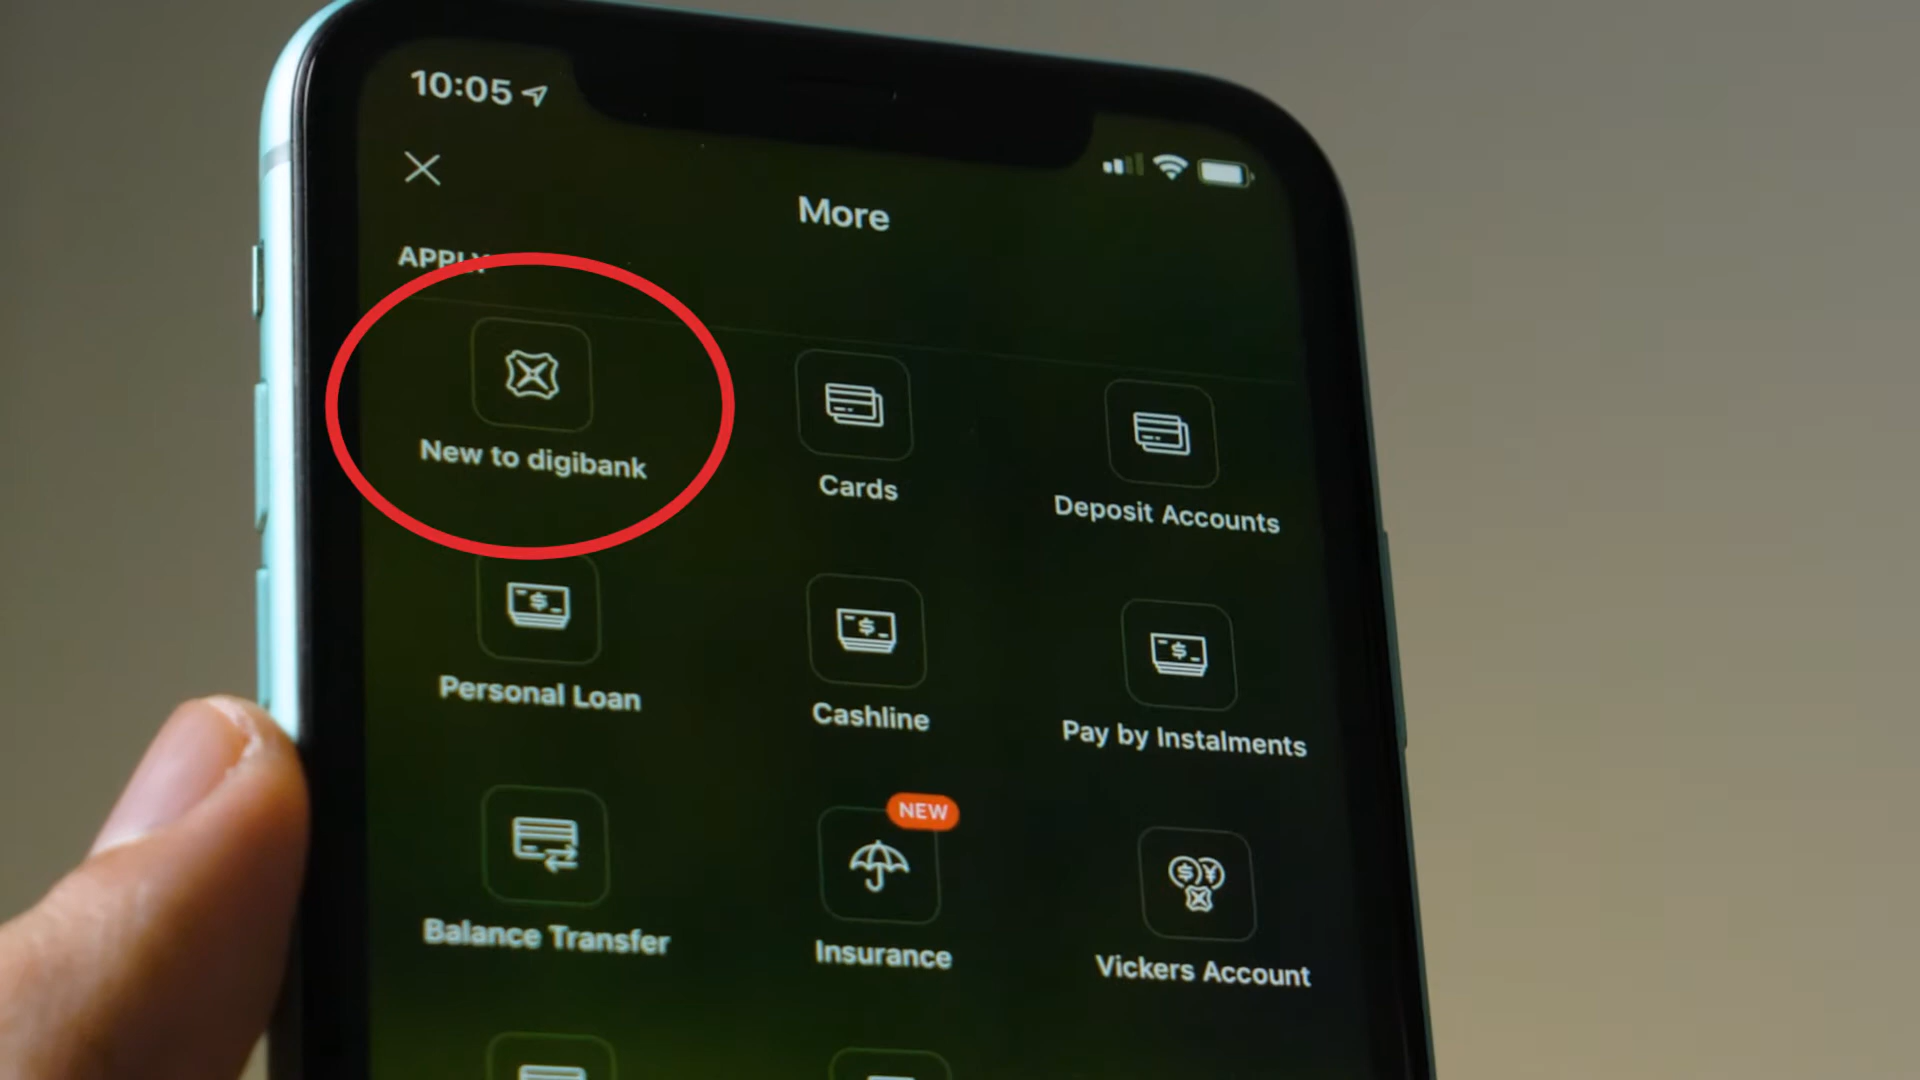 10:05
More
APPLY
New to digibank
Cards
Deposit Accounts
Personal Loan
Cashline
Pay by Instalments
NEW
Balance Transfer
Insurance
Vickers Account